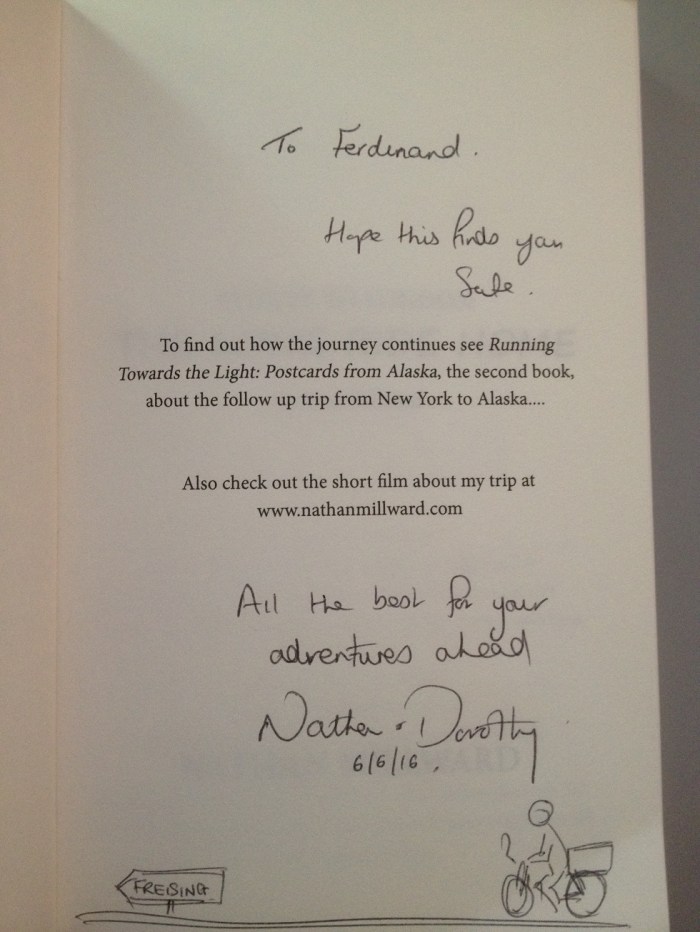 To Ferdinand.
Hope this finds you
Safe.
To find out how the journey continues see Running
Towards the Light: Postcards from Alaska, the second book,
about the follow up trip from New York to Alaska....
Also check out the short film about my trip at
www.nathanmillward.com
All the best for your
adventures ahead
Nathan & Dorothy
6/6/16.
FREISING